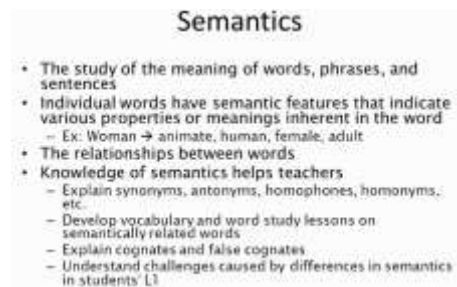 Semantics
• The study of the meaning of words, phrases, and
sentences
• Individual words have semantic features that indicate
various properties or meanings inherent in the word
– Ex: Woman → animate, human, female, adult
• The relationships between words
• Knowledge of semantics helps teachers
– Explain synonyms, antonyms, homophones, homonyms,
etc.
– Develop vocabulary and word study lessons on
semantically related words
– Explain cognates and false cognates
– Understand challenges caused by differences in semantics
in students' L1